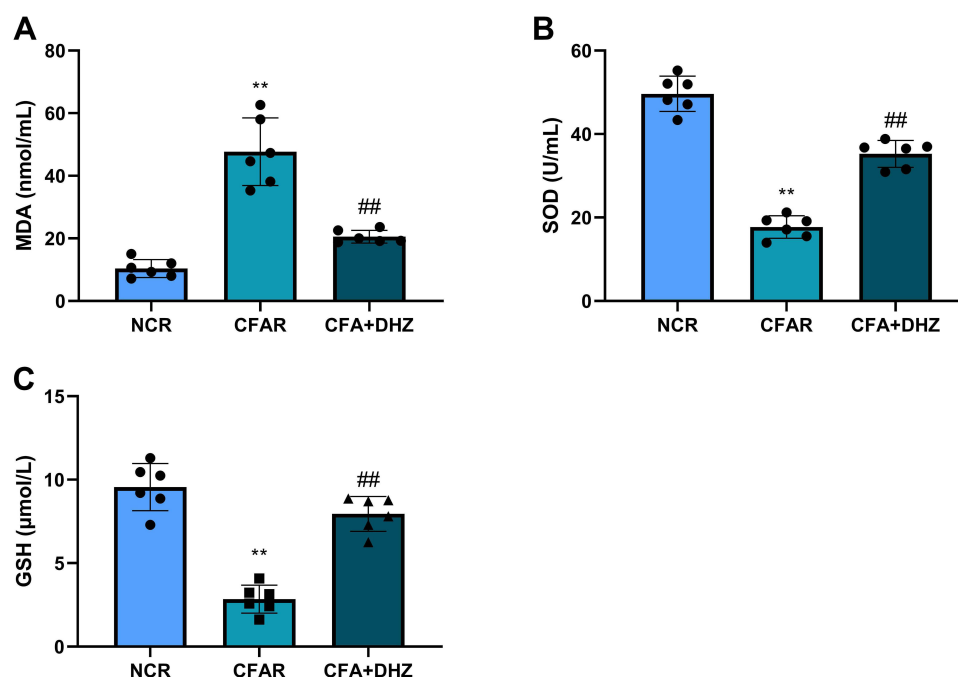 A
MDA (nmol/mL)
80
60
40
20
0
**
##
NCR
CFAR
CFA+DHZ
B
SOD (U/mL)
60
40
20
0
**
##
NCR
CFAR
CFA+DHZ
C
GSH (μmol/L)
15
10
5
0
**
##
NCR
CFAR
CFA+DHZ